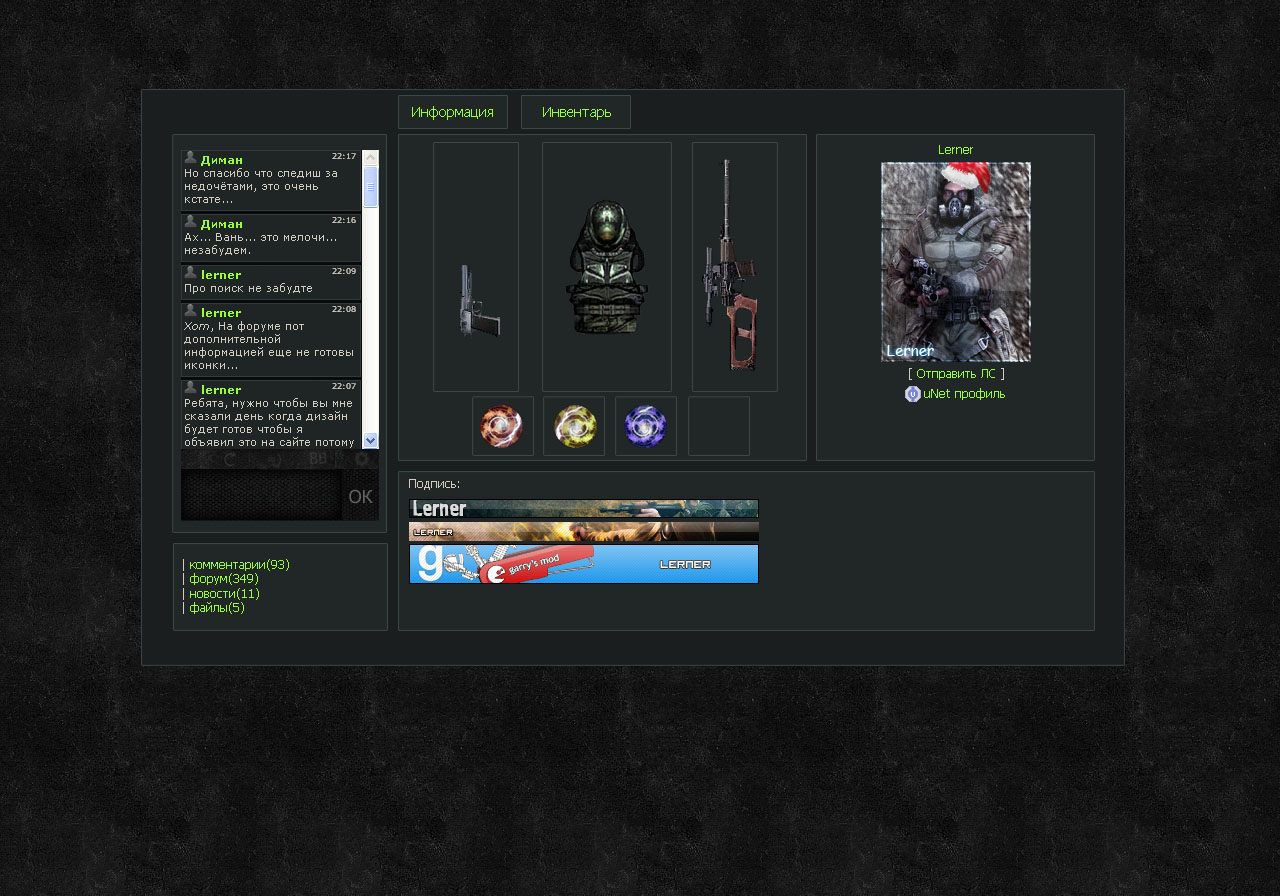 Информация
Инвентарь
Диман 22:17
Но спасибо что следиш за
недочётами, это очень
кстате...
Диман 22:16
Ах... Вань... это мелочи...
незабудем.
lerner 22:09
Про поиск не забудте
lerner 22:08
Xom, На форуме пот
дополнительной
информацией еще не готовы
иконки...
lerner 22:07
Ребята, нужно чтобы вы мне
сказали день когда дизайн
будет готов чтобы я
объявил это на сайте потому
BB
OK
| комментарии(93)
| форум(349)
| новости(11)
| файлы(5)
Lerner
Lerner
[ Отправить ЛС ]
uNet профиль
Подпись:
Lerner
LERNER
g garry's mod LERNER